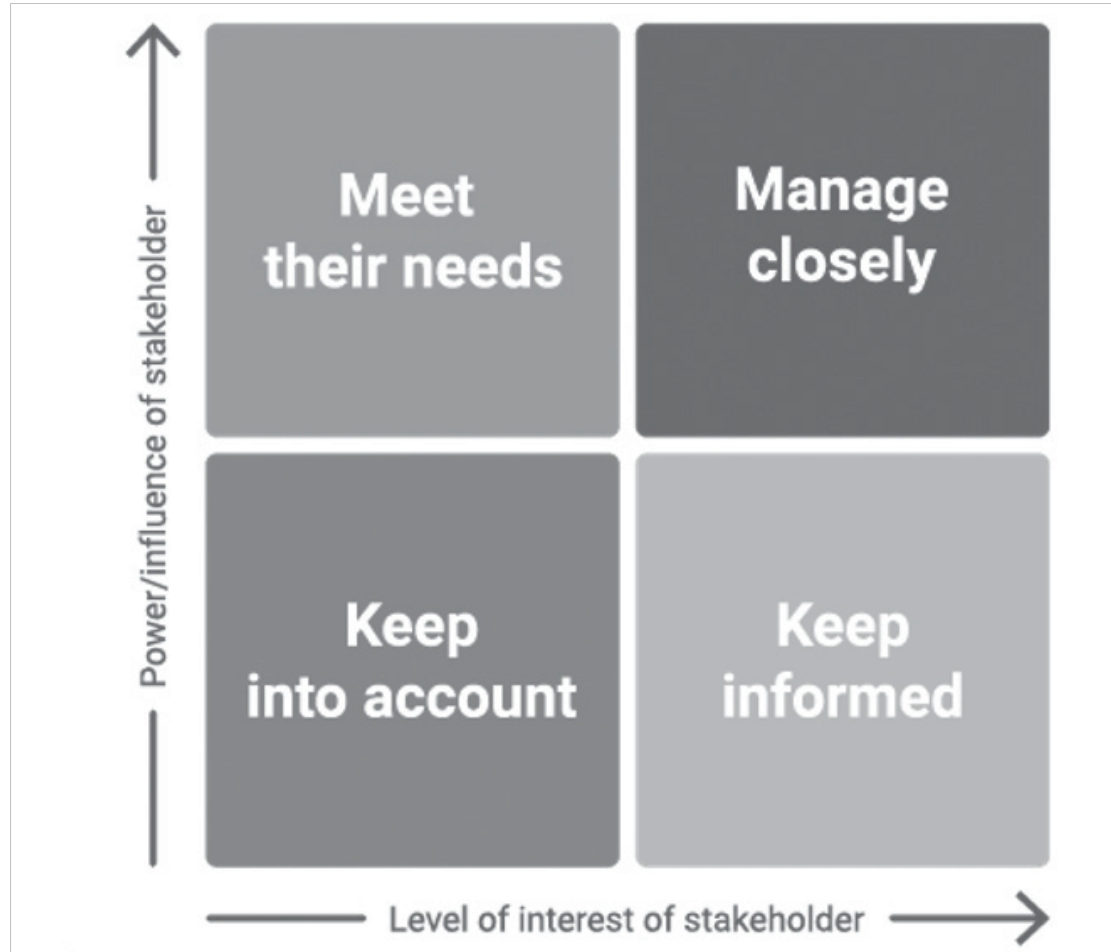 Power/influence of stakeholder
Meet
their needs
Manage
closely
Keep
into account
Keep
informed
Level of interest of stakeholder